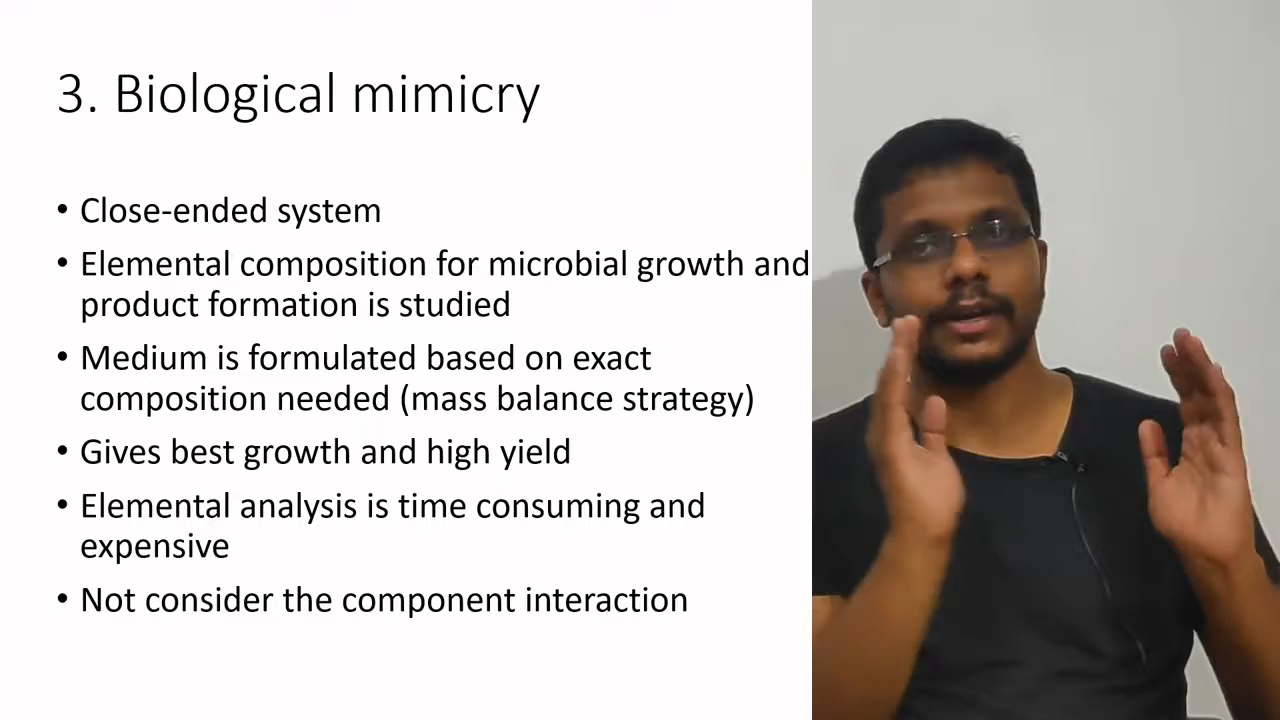 3. Biological mimicry
• Close-ended system
• Elemental composition for microbial growth and
product formation is studied
• Medium is formulated based on exact
composition needed (mass balance strategy)
• Gives best growth and high yield
• Elemental analysis is time consuming and
expensive
• Not consider the component interaction